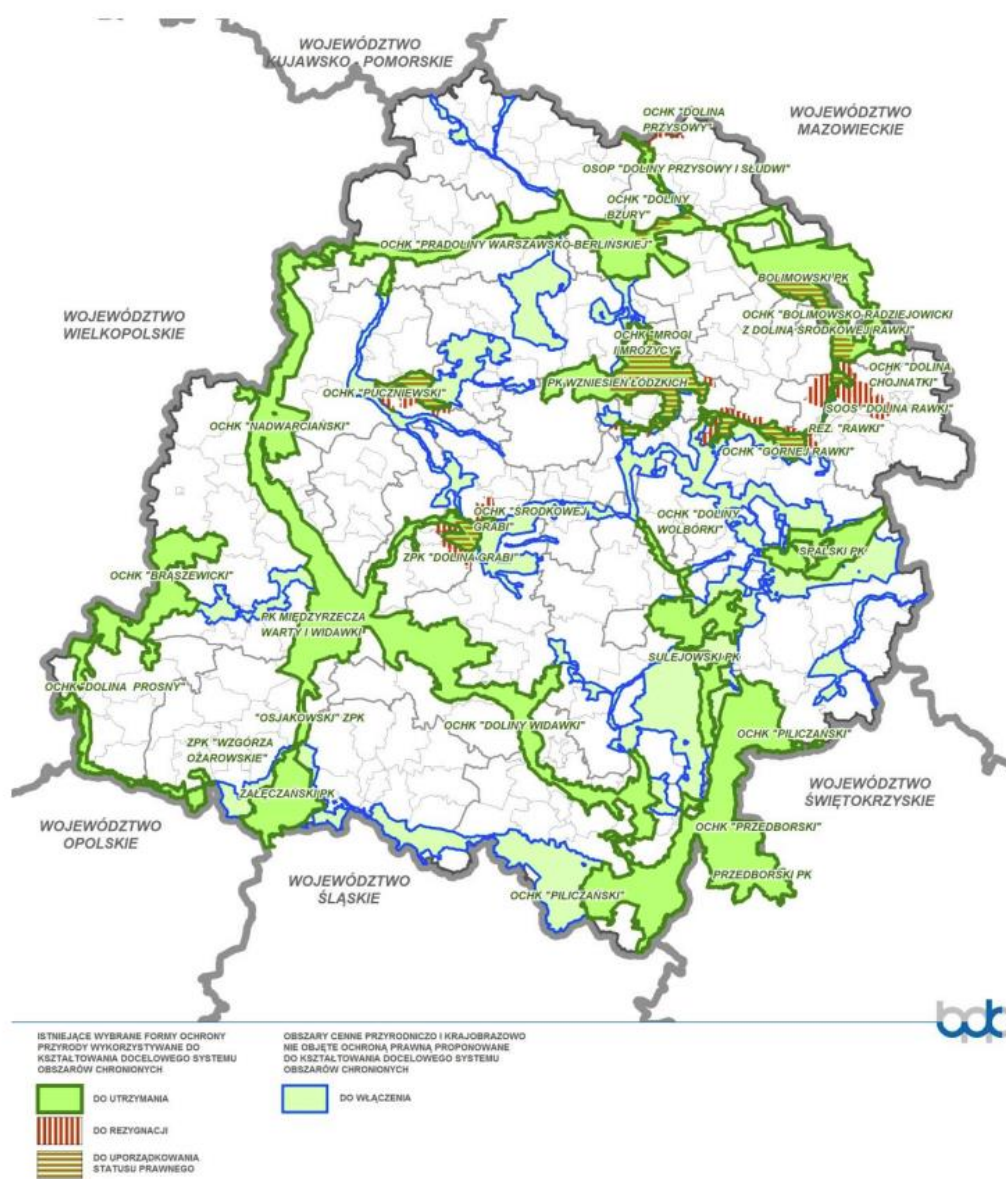 WOJEWÓDZTWO
KUJAWSKO - POMORSKIE
WOJEWÓDZTWO
MAZOWIECKIE
OCHK "DOLINA
PRZYSOWY"
OSOP "DOLINY PRZYSOWY I SŁUDWI"
OCHK "DOLINY
BZURY"
OCHK "PRADOLINY WARSZAWSKO-BERLIŃSKIEJ"
BOLIMOWSKI PK
WOJEWÓDZTWO
WIELKOPOLSKIE
OCHK "BOLIMOWSKO-RADZIEJOWICKI
Z DOLINĄ ŚRODKOWEJ RAWKI"
OCHK "MROGI
I MROŻYCY"
OCHK "DOLINA
CHOJNATKI"
PK WZNIESIEŃ ŁÓDZKICH
OCHK "PUCZNIEWSKI"
SOOS "DOLINA RAWKI"
OCHK "NADWARCIAŃSKI"
REZ. "RAWKI"
OCHK "GÓRNEJ RAWKI"
OCHK "ŚRODKOWEJ
GRABI"
OCHK "DOLINY
WOLBÓRKI"
ZPK "DOLINA GRABI"
SPALSKI PK
OCHK "BRĄSZEWICKI"
PK MIĘDZYRZECZA
WARTY I WIDAWKI
SULEJOWSKI PK
OCHK "DOLINA PROSNY"
"OSJAKOWSKI" ZPK
OCHK "DOLINY WIDAWKI"
OCHK "PILICZAŃSKI"
ZPK "WZGÓRZA
OŻAROWSKIE"
ZAŁĘCZAŃSKI PK
WOJEWÓDZTWO
ŚWIĘTOKRZYSKIE
WOJEWÓDZTWO
OPOLSKIE
OCHK "PRZEDBORSKI"
WOJEWÓDZTWO
ŚLĄSKIE
PRZEDBORSKI PK
OCHK "PILICZAŃSKI"
bppk
ISTNIEJĄCE WYBRANE FORMY OCHRONY
PRZYRODY WYKORZYSTYWANE DO
KSZTAŁTOWANIA DOCELOWEGO SYSTEMU
OBSZARÓW CHRONIONYCH
DO UTRZYMANIA
DO REZYGNACJI
DO UPORZĄDKOWANIA
STATUSU PRAWNEGO
OBSZARY CENNE PRZYRODNICZO I KRAJOBRAZOWO
NIE OBJĘTE OCHRONĄ PRAWNĄ PROPONOWANE
DO KSZTAŁTOWANIA DOCELOWEGO SYSTEMU
OBSZARÓW CHRONIONYCH
DO WŁĄCZENIA